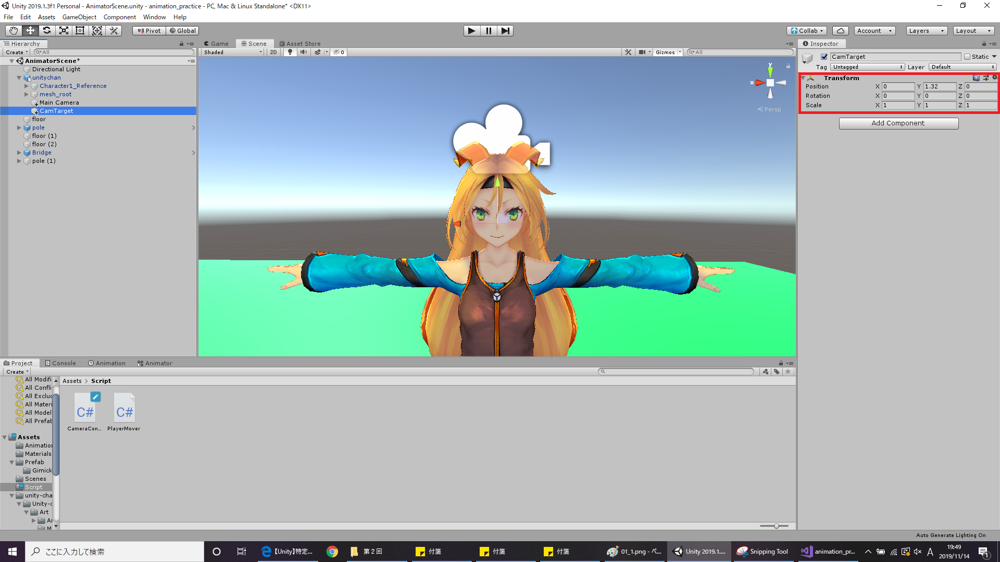 Unity 2019.1.3f1 Personal - AnimatorScene.unity - animation_practice - PC, Mac & Linux Standalone* <DX11>
File Edit Assets GameObject Component Window Help
Pivot Global Collab Account Layers Layout
Hierarchy
Create All
AnimatorScene*
Directional Light
unitychan
Character1_Reference
mesh_root
Main Camera
CamTarget
floor
pole
floor (1)
floor (2)
Bridge
pole (1)
Game Scene Asset Store
Shaded 2D 0 Gizmos All
y
x
Persp
Inspector
CamTarget Static
Tag Untagged Layer Default
Transform
Position X 0 Y 1.32 Z 0
Rotation X 0 Y 0 Z 0
Scale X 1 Y 1 Z 1
Add Component
Project Console Animation Animator
Create
All Modifi
All Confli
All Exclud
All Materi
All Model
All Prefab
Assets
Animation
Materials
Prefab
Gimick
Scenes
Script
unity-cha
Unity-c
Art
Assets > Script
C# C#
CameraCon... PlayerMover
Auto Generate Lighting On
ここに入力して検索
【Unity】特定...
第２回
付箋
付箋
付箋
01_1.png - ペ...
Unity 2019.1....
Snipping Tool
animation_pr...
A
19:49
2019/11/14
1